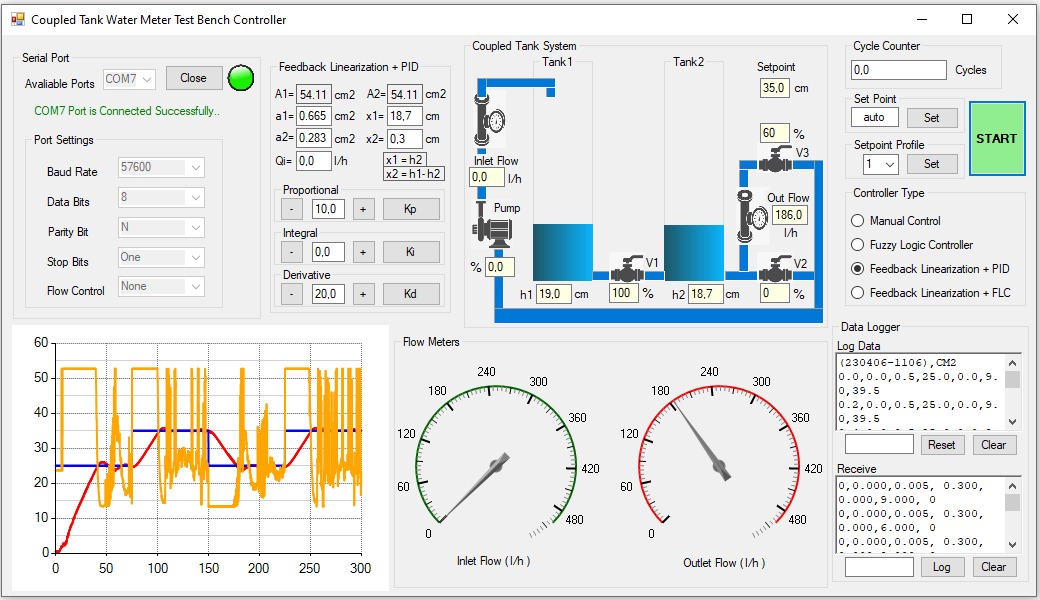 Coupled Tank Water Meter Test Bench Controller
Serial Port
Avaliable Ports COM7 Close
COM7 Port is Connected Successfully..
Port Settings
Baud Rate 57600
Data Bits 8
Parity Bit N
Stop Bits One
Flow Control None
Feedback Linearization + PID
A1= 54.11 cm2 A2= 54.11 cm2
a1= 0.665 cm2 x1= 18,7 cm
a2= 0.283 cm2 x2= 0,3 cm
Qi= 0,0 l/h x1 = h2
x2 = h1- h2
Proportional
- 10,0 + Kp
Integral
- 0,0 + Ki
Derivative
- 20,0 + Kd
Coupled Tank System
Tank1
Tank2
Setpoint
35,0 cm
60 %
V3
Inlet Flow
0,0 l/h
Pump
% 0,0
Out Flow
186,0
l/h
V1
V2
h1 19,0 cm
100 %
h2 18,7 cm
0 %
Cycle Counter
0,0 Cycles
Set Point
auto Set
Setpoint Profile
1 Set
START
Controller Type
Manual Control
Fuzzy Logic Controller
Feedback Linearization + PID
Feedback Linearization + FLC
60
50
40
30
20
10
0
0 50 100 150 200 250 300
Flow Meters
0 60 120 180 240 300 360 420 480
Inlet Flow ( l/h )
0 60 120 180 240 300 360 420 480
Outlet Flow ( l/h )
Data Logger
Log Data
(230406-1106),CM2
0.0,0.0,0.5,25.0,0.0,9.
0,39.5
0.2,0.0,0.5,25.0,0.0,9.
0,39.5
Reset Clear
Receive
0,0.000,0.005, 0.300,
0.000,9.000, 0
0,0.000,0.005, 0.300,
0.000,6.000, 0
0,0.000,0.005, 0.300,
Log Clear